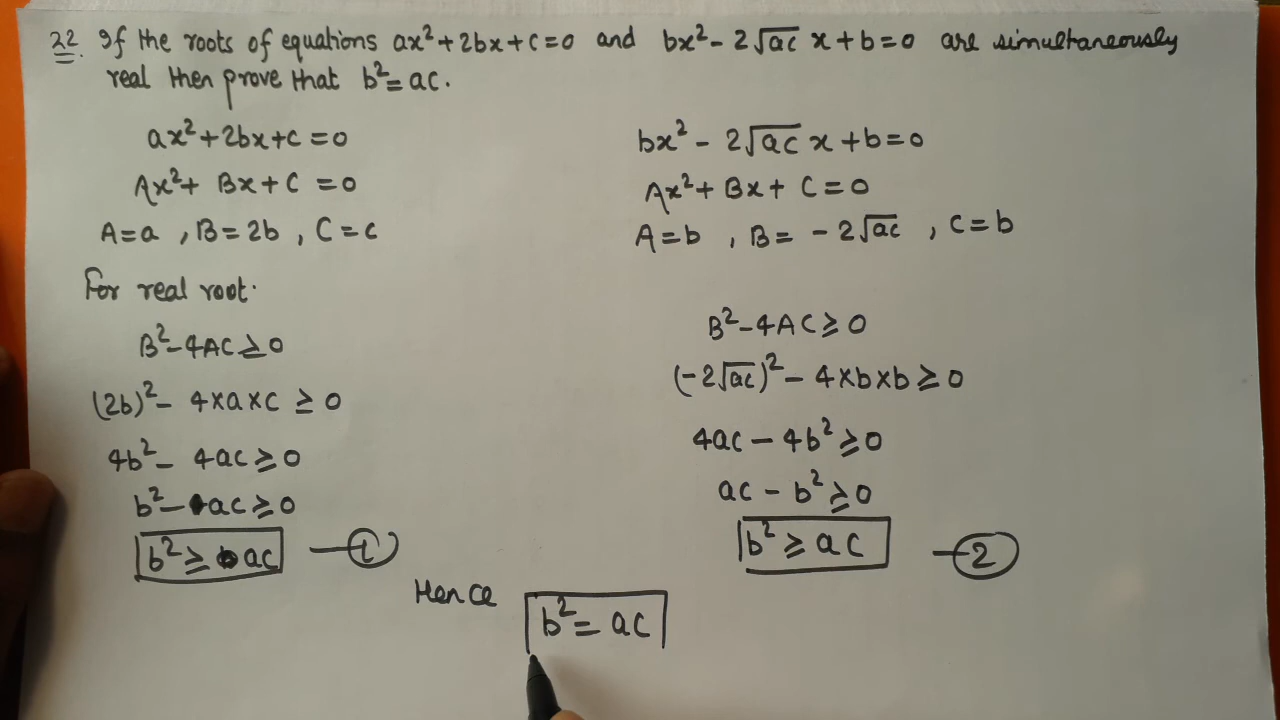 22. If the roots of equations ax²+2bx+c=0 and bx²-2√ac x+b=0 are simultaneously
real then prove that b²=ac.
ax²+2bx+c=0
Ax²+Bx+C=0
A=a , B=2b , C=c
For real root.
B²-4AC≥0
(2b)²-4×a×c≥0
4b²-4ac≥0
b²-ac≥0
b²≥ac —①
bx²-2√ac x+b=0
Ax²+Bx+C=0
A=b , B=-2√ac , C=b
B²-4AC≥0
(-2√ac)²-4×b×b≥0
4ac-4b²≥0
ac-b²≥0
b²≥ac —②
Hence b²=ac